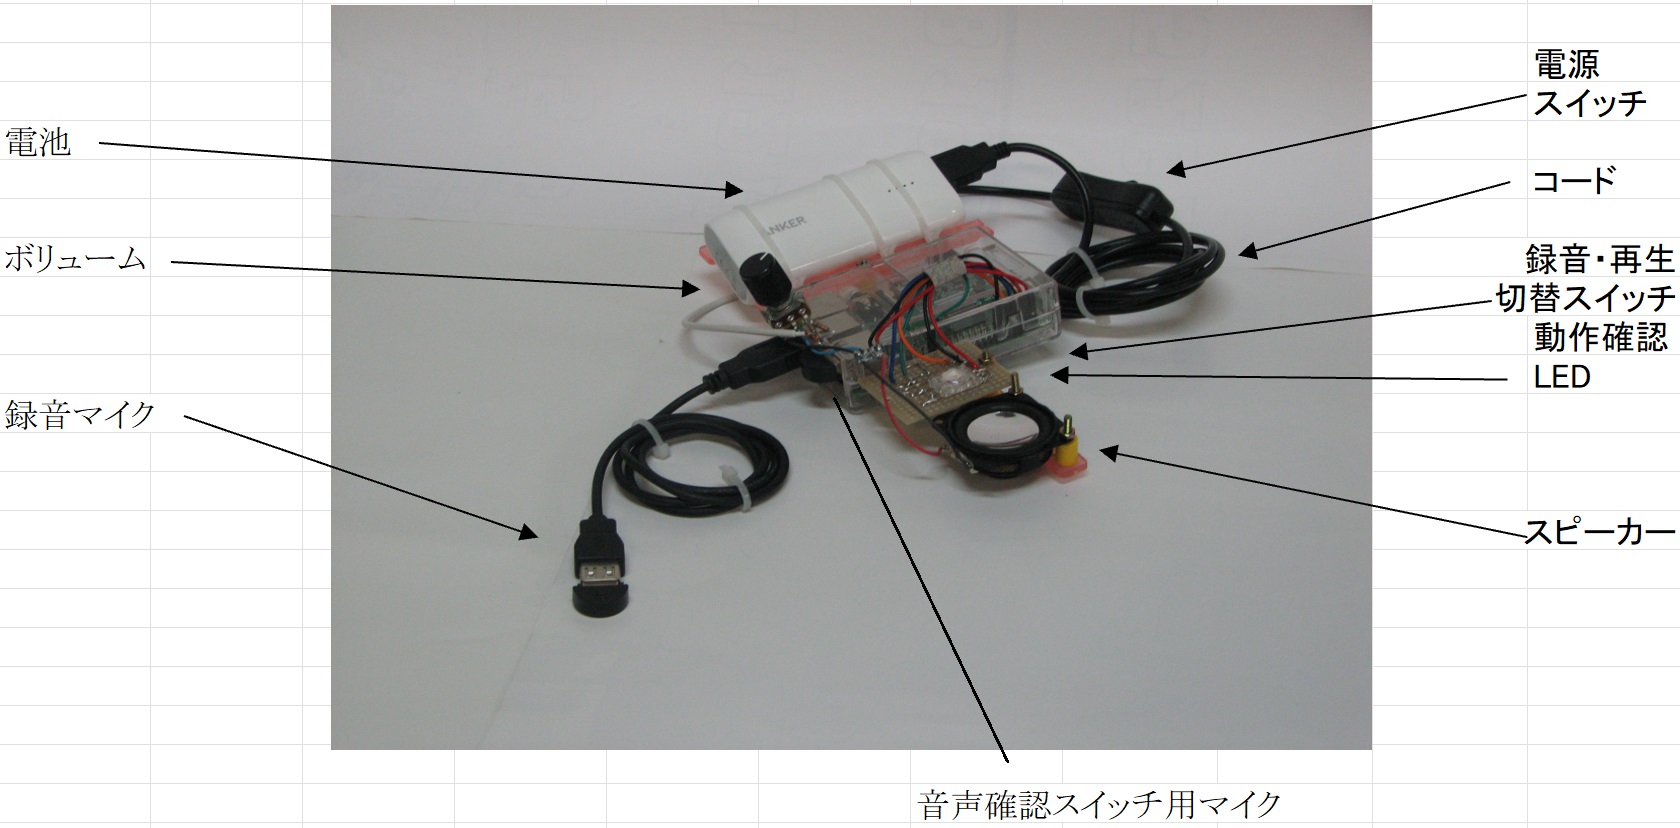 電源
スイッチ
電池
コード
ボリューム
録音・再生
切替スイッチ
動作確認
LED
録音マイク
スピーカー
音声確認スイッチ用マイク
ANKER